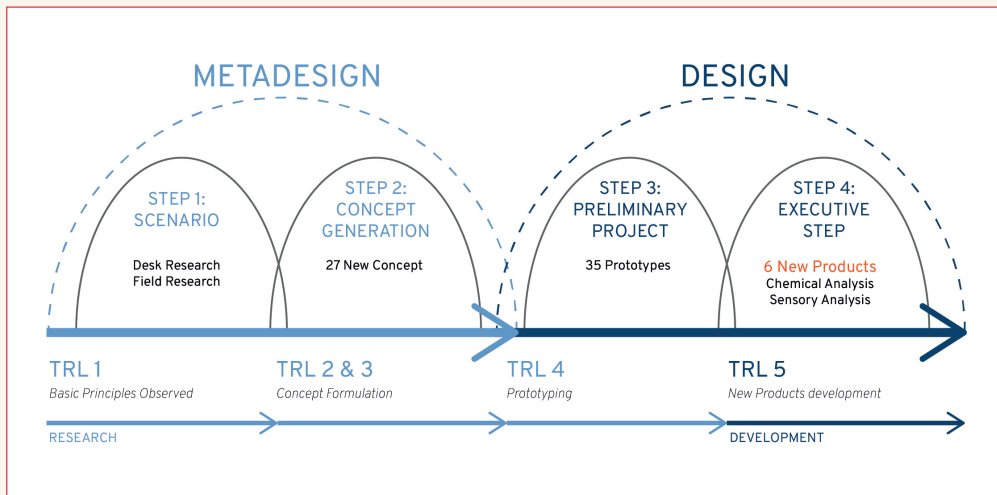 METADESIGN
DESIGN
STEP 1:
SCENARIO
Desk Research
Field Research
STEP 2:
CONCEPT
GENERATION
27 New Concept
STEP 3:
PRELIMINARY
PROJECT
35 Prototypes
STEP 4:
EXECUTIVE
STEP
6 New Products
Chemical Analysis
Sensory Analysis
TRL 1
Basic Principles Observed
TRL 2 & 3
Concept Formulation
TRL 4
Prototyping
TRL 5
New Products development
RESEARCH
DEVELOPMENT